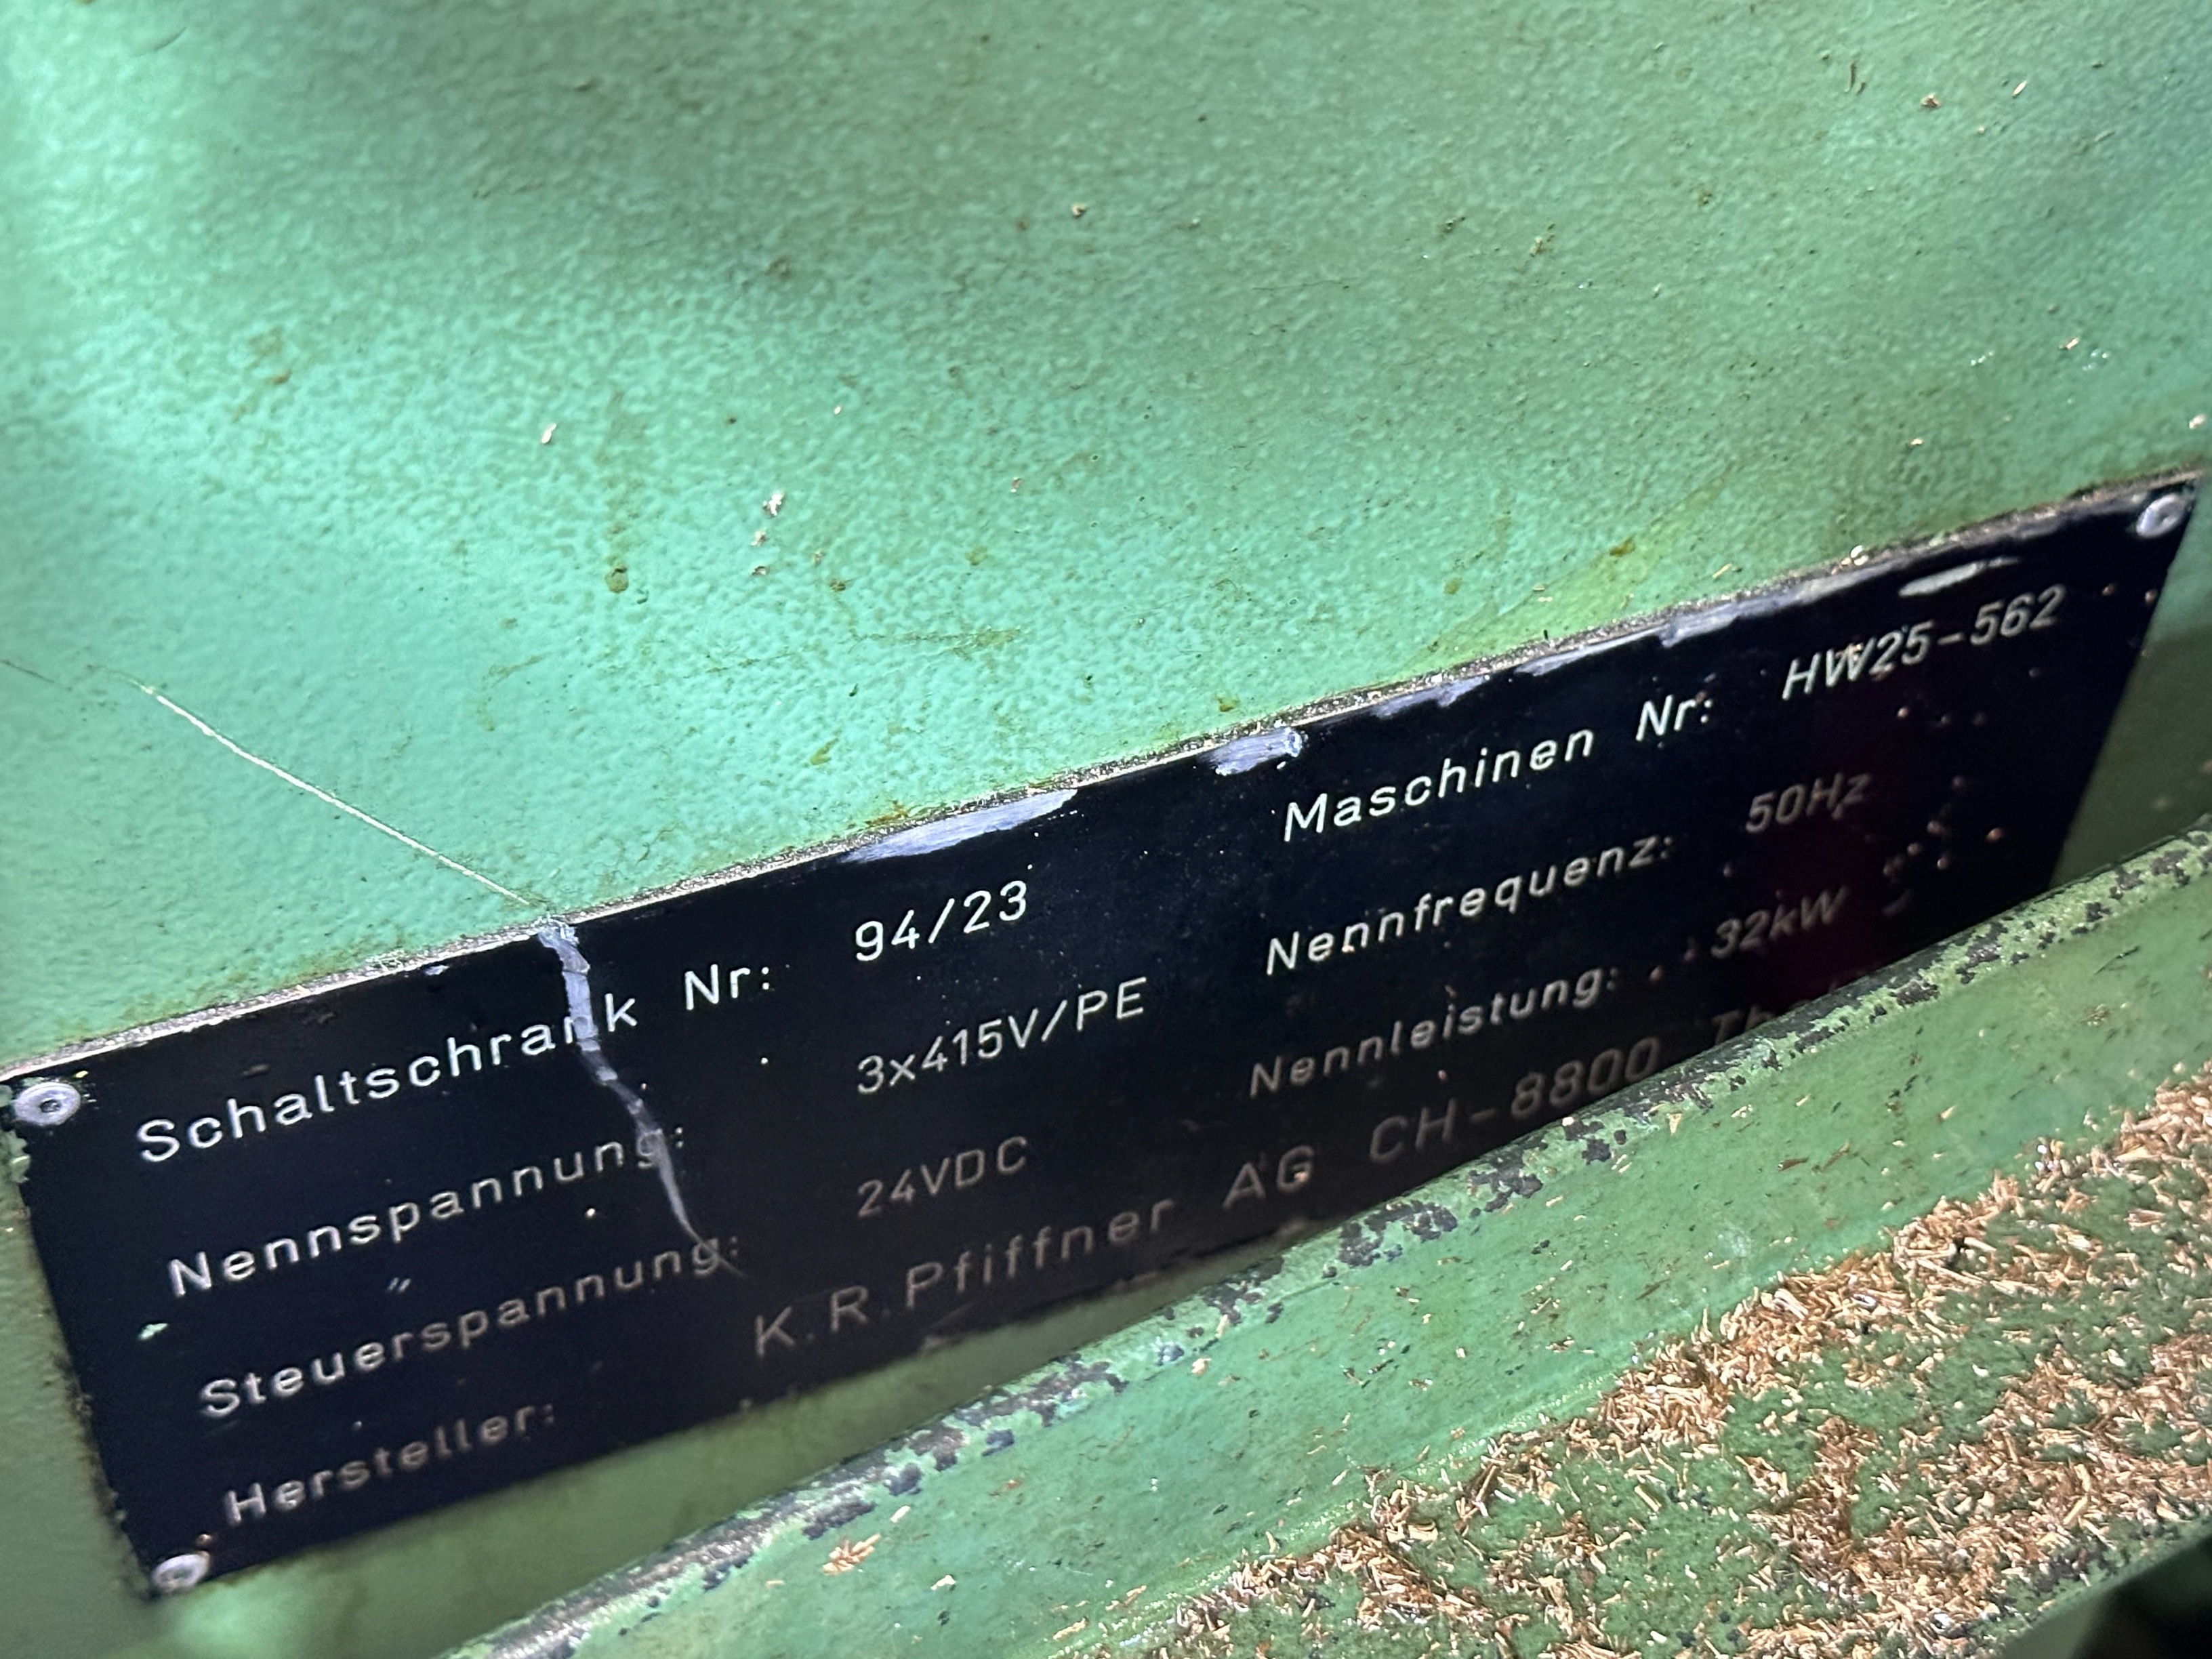 Schaltschrank Nr: 94/23 Maschinen Nr: HW25-562
Nennspannung: 3x415V/PE Nennfrequenz: 50Hz
Steuerspannung: 24VDC Nennleistung: 32kW
Hersteller: K.R.Pfiffner AG CH-8800